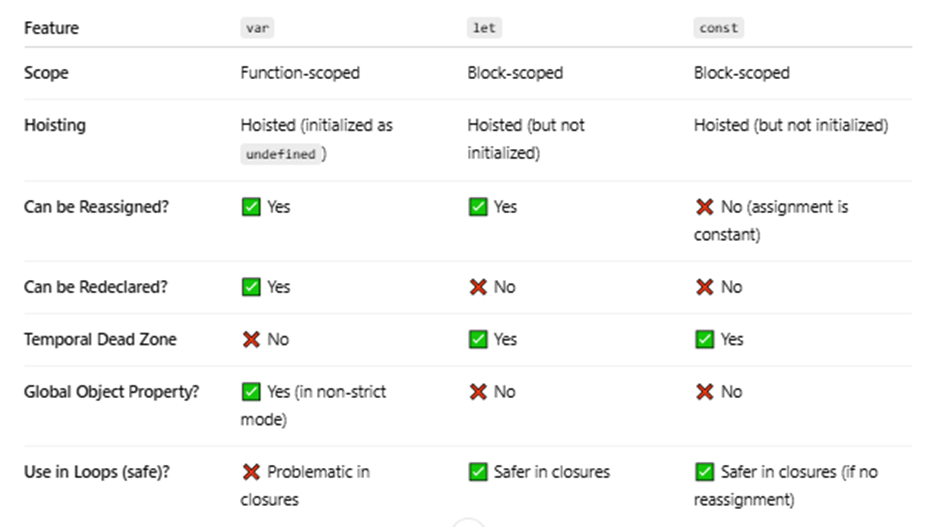 Feature var let const
Scope Function-scoped Block-scoped Block-scoped
Hoisting Hoisted (initialized as undefined) Hoisted (but not initialized) Hoisted (but not initialized)
Can be Reassigned? ✅ Yes ✅ Yes ❌ No (assignment is constant)
Can be Redeclared? ✅ Yes ❌ No ❌ No
Temporal Dead Zone ❌ No ✅ Yes ✅ Yes
Global Object Property? ✅ Yes (in non-strict mode) ❌ No ❌ No
Use in Loops (safe)? ❌ Problematic in closures ✅ Safer in closures ✅ Safer in closures (if no reassignment)